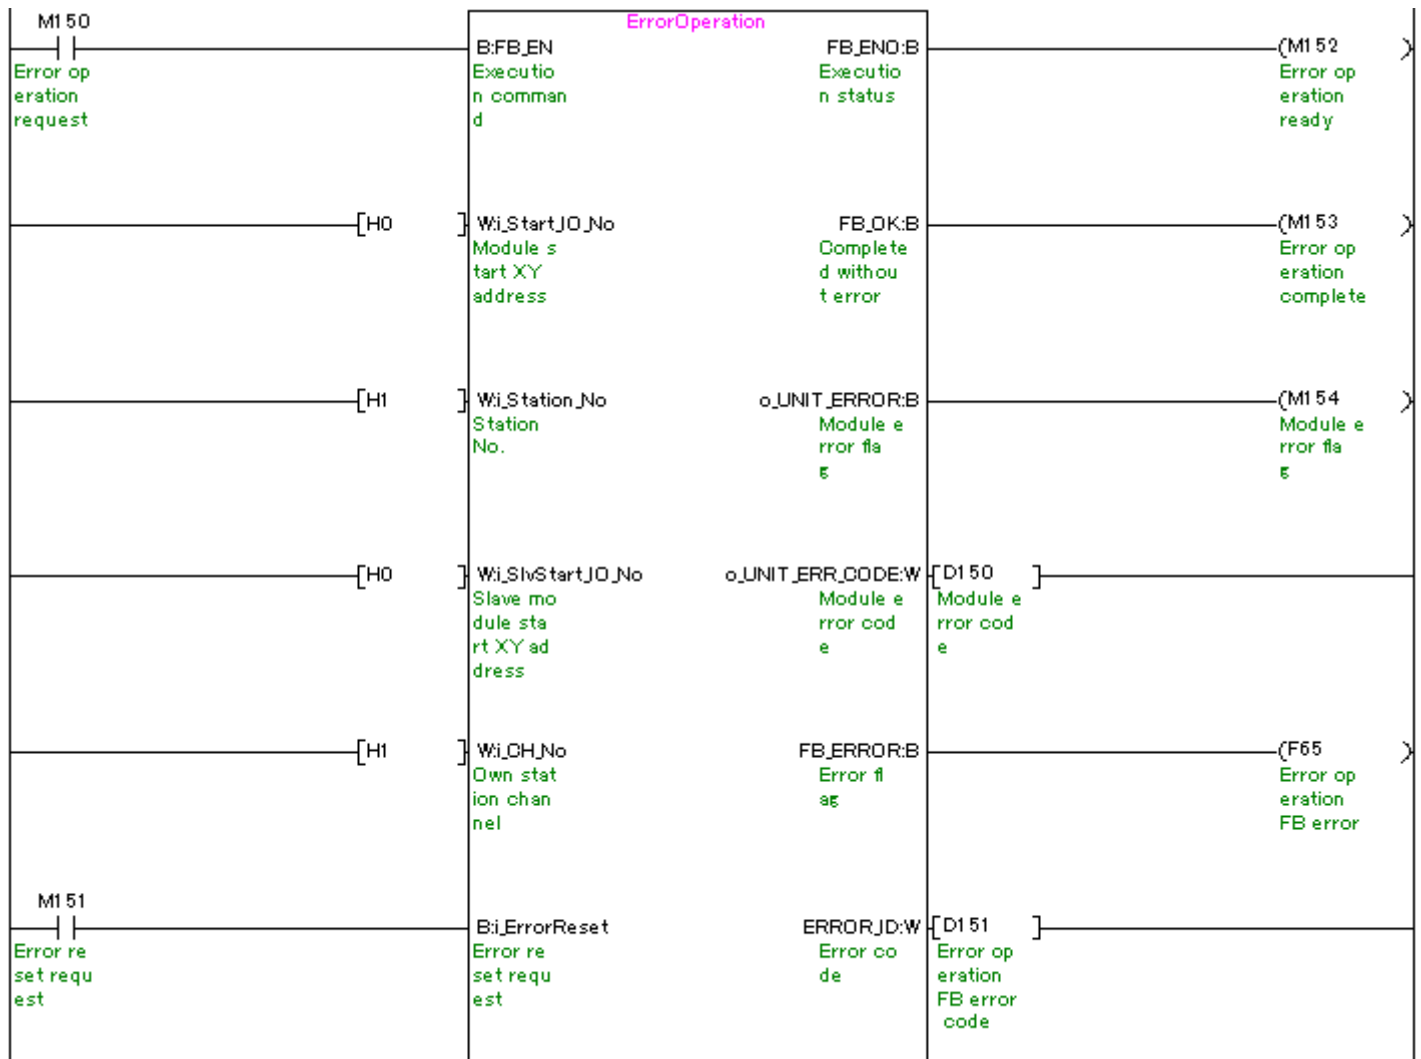 M150 ErrorOperation
B:FB_EN FB_ENO:B (M152 )
Error op Executio Executio Error op
eration n comman n status eration
request d ready
[H0 ] W:i_Start_IO_No FB_OK:B (M153 )
Module s Complete Error op
tart XY d withou eration
address t error complete
[H1 ] W:i_Station_No o_UNIT_ERROR:B (M154 )
Station Module e Module e
No. rror fla rror fla
g g
[H0 ] W:i_SlvStart_IO_No o_UNIT_ERR_CODE:W [D150 ]
Slave mo Module e Module e
dule sta rror cod rror cod
rt XY ad e e
dress
[H1 ] W:i_CH_No FB_ERROR:B (F65 )
Own stat Error fl Error op
ion chan ag eration
nel FB error
M151
B:i_ErrorReset ERROR_ID:W [D151 ]
Error re Error re Error co Error op
set requ set requ de eration
est est FB error
code